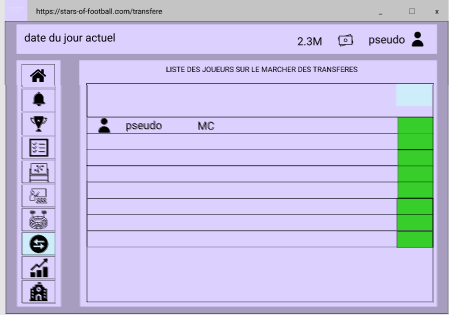 https://stars-of-football.com/transfere
date du jour actuel
2.3M
pseudo
LISTE DES JOUEURS SUR LE MARCHER DES TRANSFERES
pseudo MC